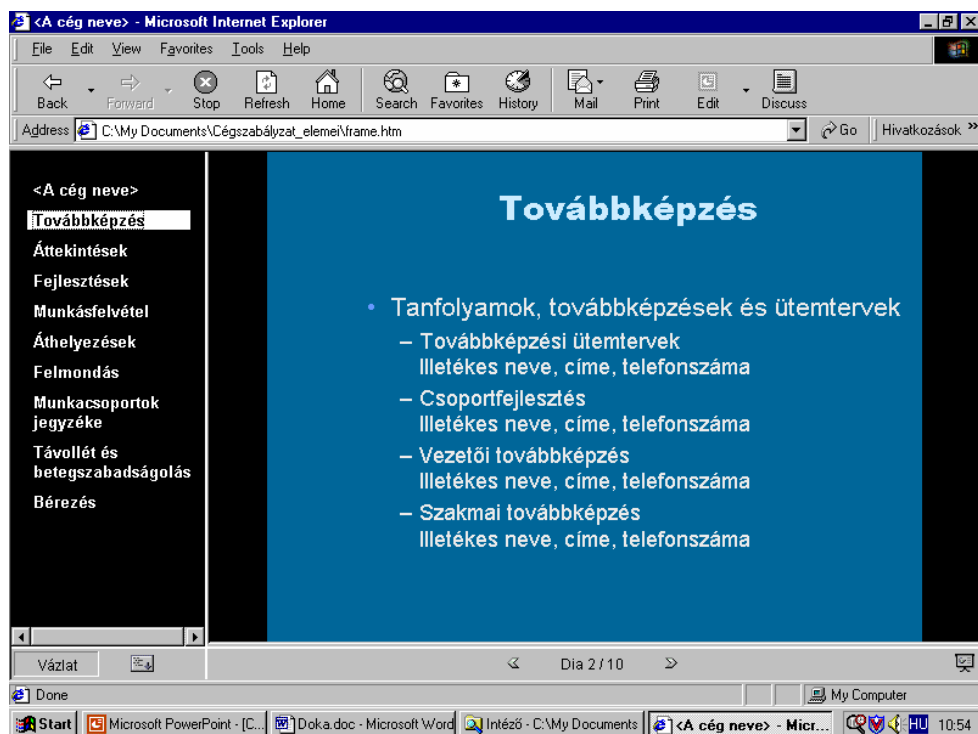 <A cég neve> - Microsoft Internet Explorer
File Edit View Favorites Tools Help
Back Forward Stop Refresh Home Search Favorites History Mail Print Edit Discuss
Address C:\My Documents\Cégszabályzat_elemei\frame.htm Go Hivatkozások »
<A cég neve>
Továbbképzés
Áttekintések
Fejlesztések
Munkásfelvétel
Áthelyezések
Felmondás
Munkacsoportok
jegyzéke
Távollét és
betegszabadságolás
Bérezés
Továbbképzés
• Tanfolyamok, továbbképzések és ütemtervek
– Továbbképzési ütemtervek
Illetékes neve, címe, telefonszáma
– Csoportfejlesztés
Illetékes neve, címe, telefonszáma
– Vezetői továbbképzés
Illetékes neve, címe, telefonszáma
– Szakmai továbbképzés
Illetékes neve, címe, telefonszáma
Vázlat Dia 2 / 10
Done My Computer
Start Microsoft PowerPoint - [C... Doka.doc - Microsoft Word Intéző - C:\My Documents <A cég neve> - Micr... HU 10:54